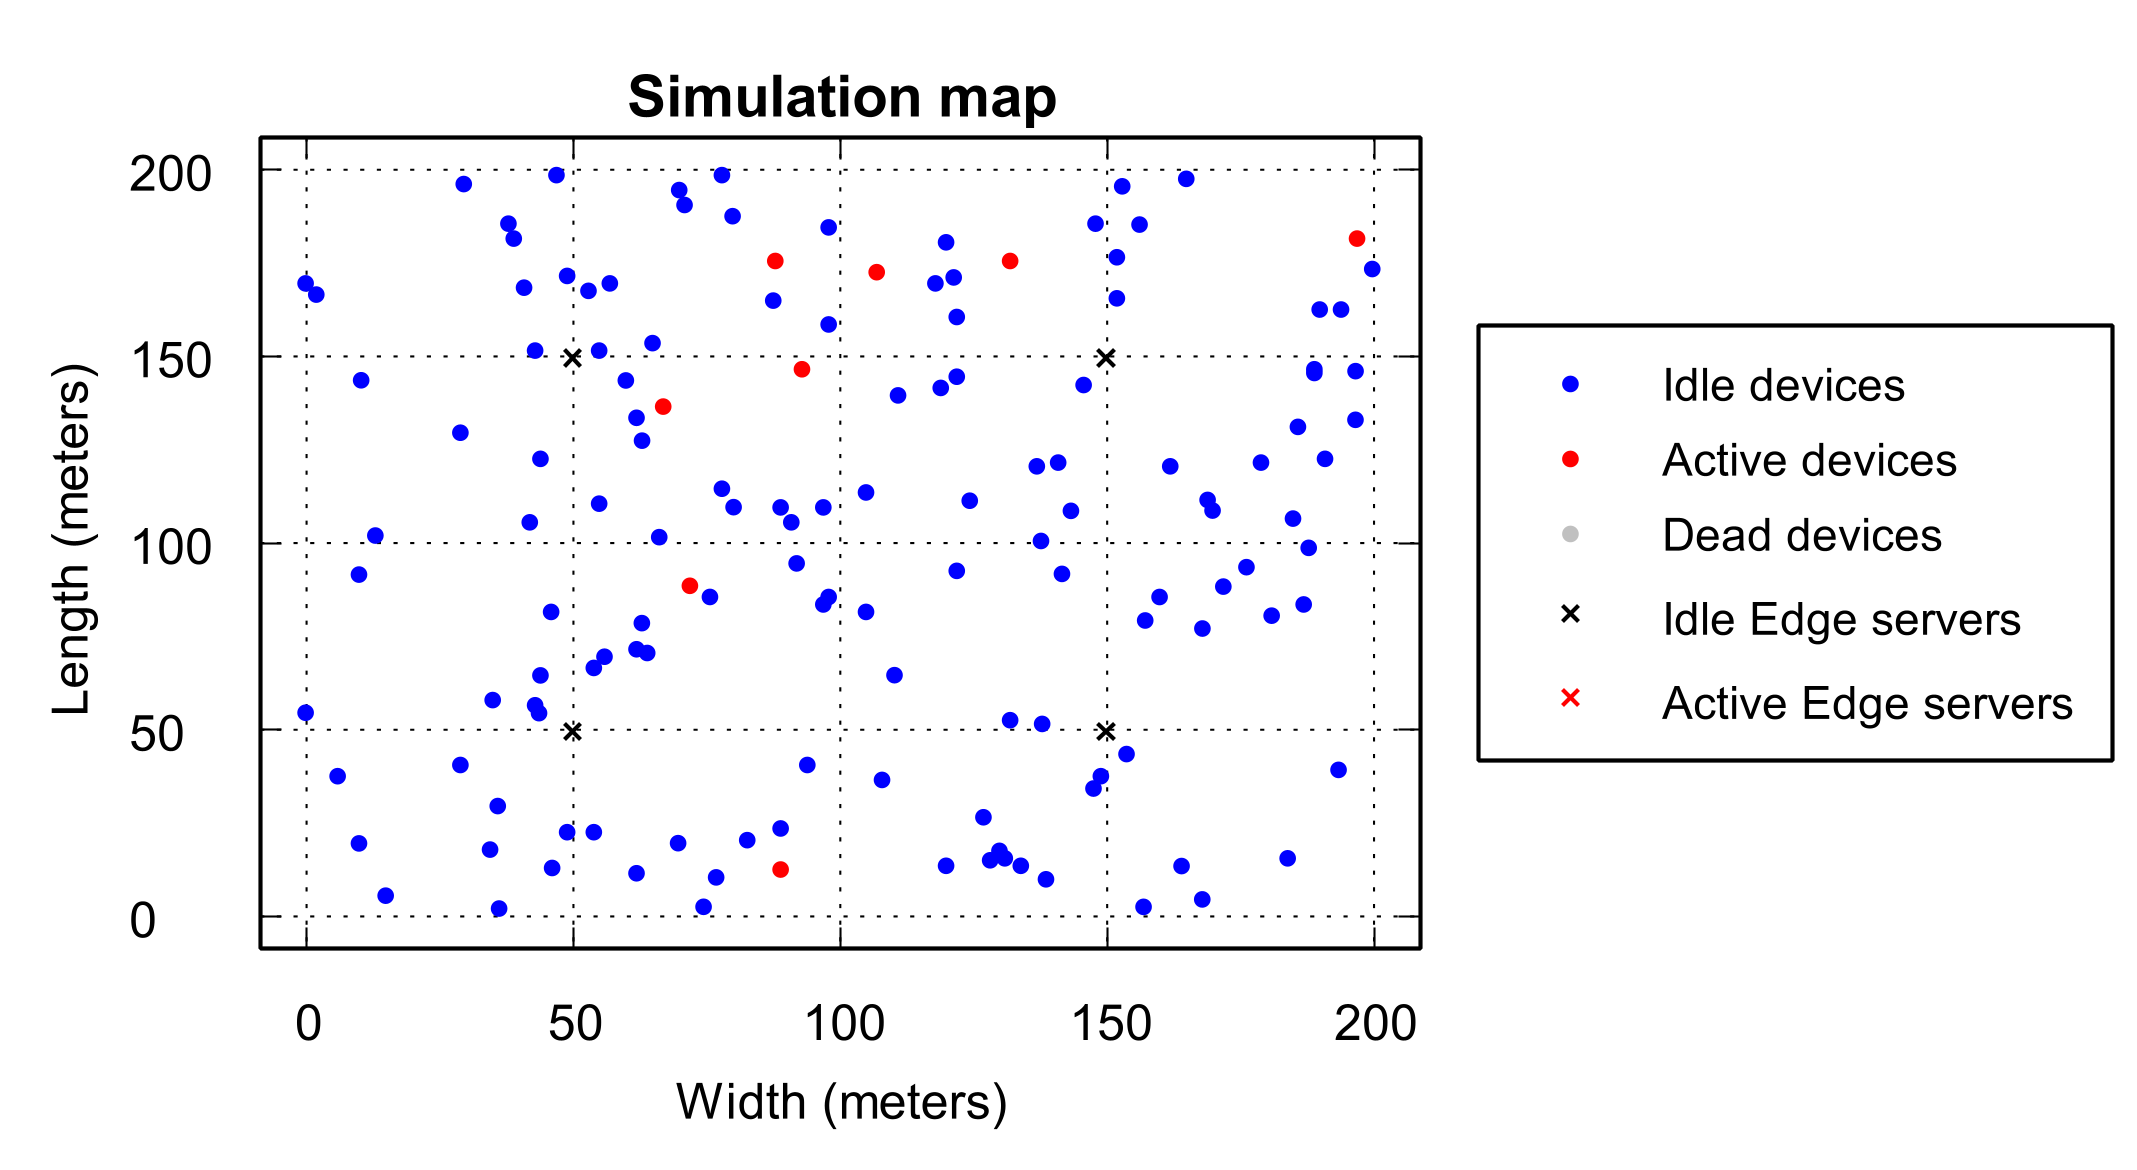 Simulation map
200
150
100
50
0
Length (meters)
0 50 100 150 200
Width (meters)
Idle devices
Active devices
Dead devices
Idle Edge servers
Active Edge servers